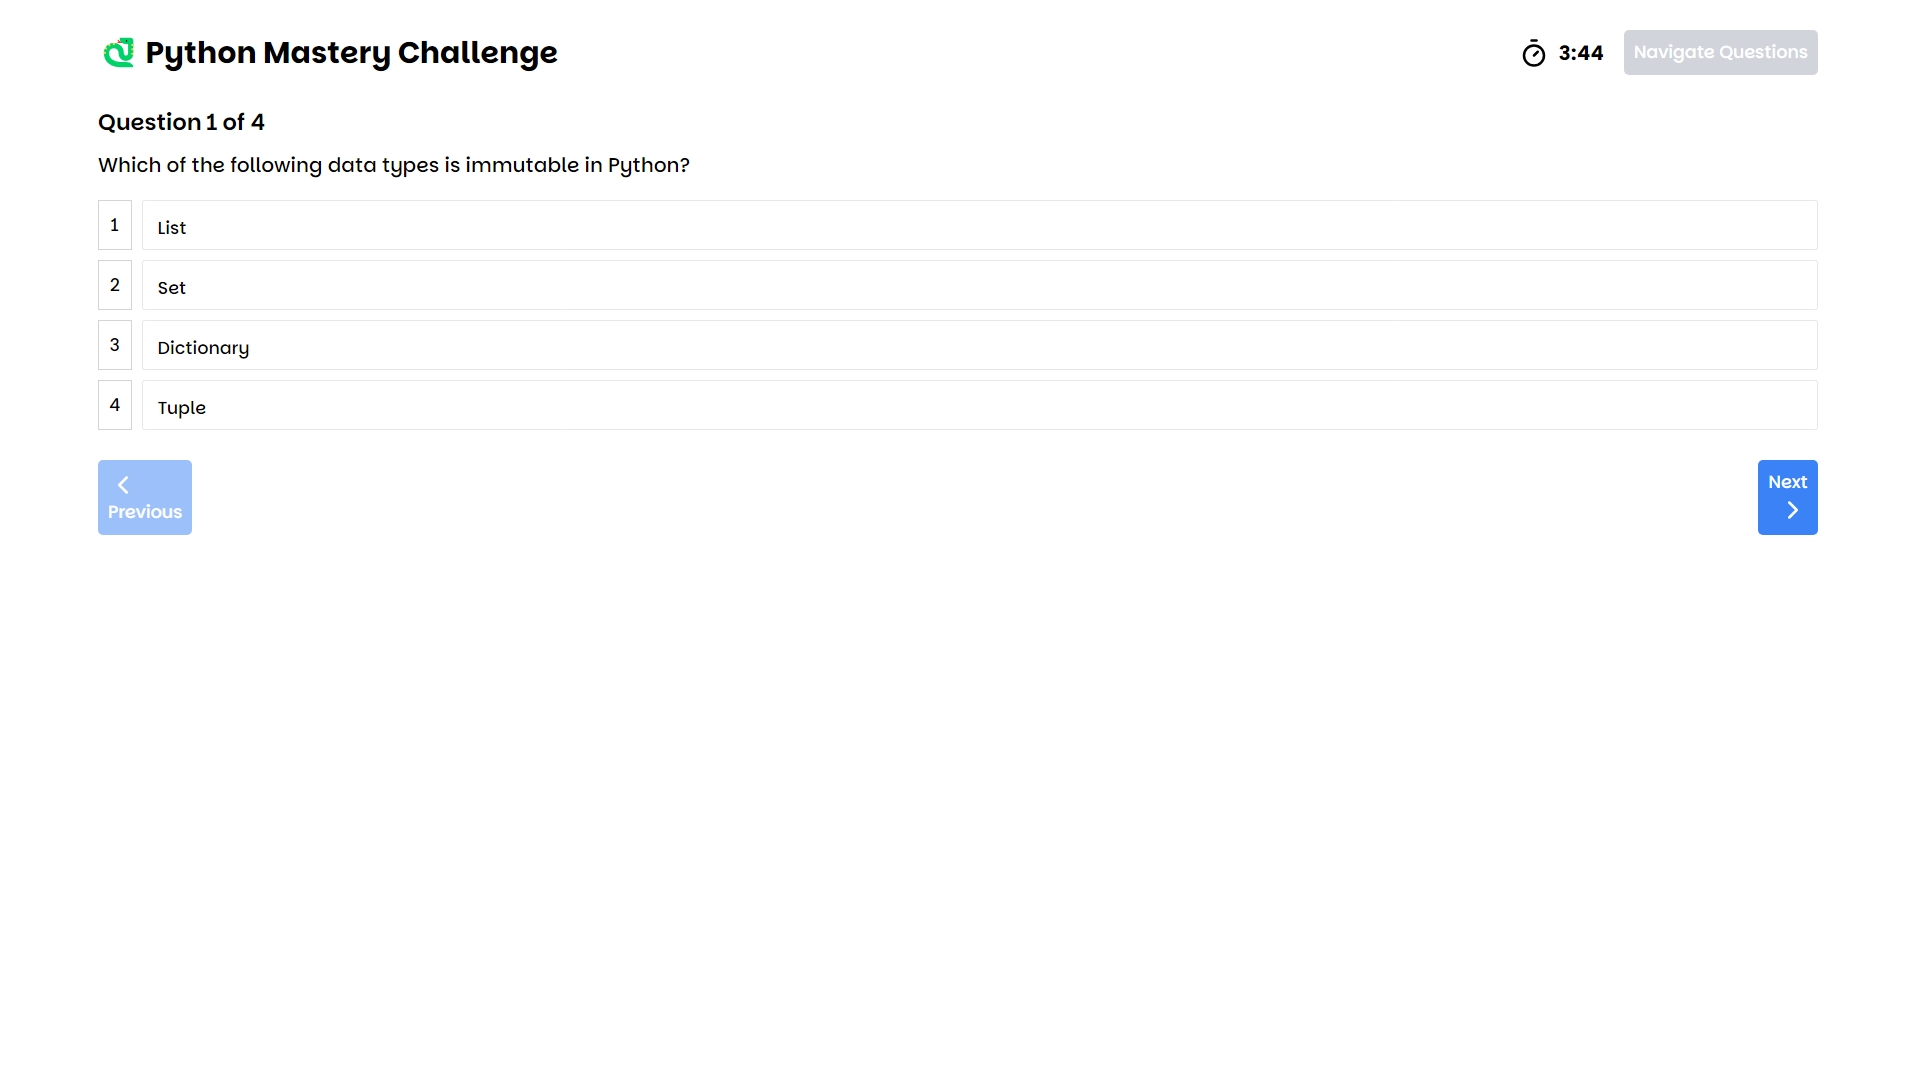 Python Mastery Challenge
3:44
Navigate Questions
Question 1 of 4
Which of the following data types is immutable in Python?
1
List
2
Set
3
Dictionary
4
Tuple
Previous
Next